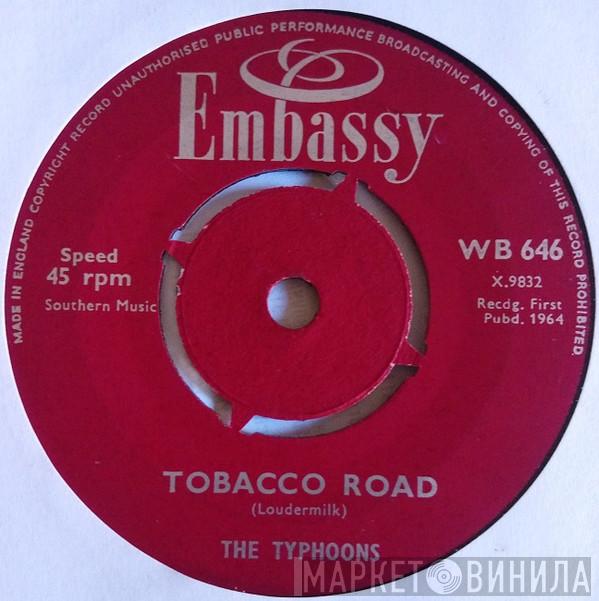 MADE IN ENGLAND COPYRIGHT RECORD UNAUTHORISED PUBLIC PERFORMANCE BROADCASTING AND COPYING OF THIS RECORD PROHIBITED.
Embassy
Speed
45 rpm
Southern Music
WB 646
X.9832
Recdg. First
Pubd. 1964
TOBACCO ROAD
(Loudermilk)
THE TYPHOONS
МАРКЕТ ВИНИЛА